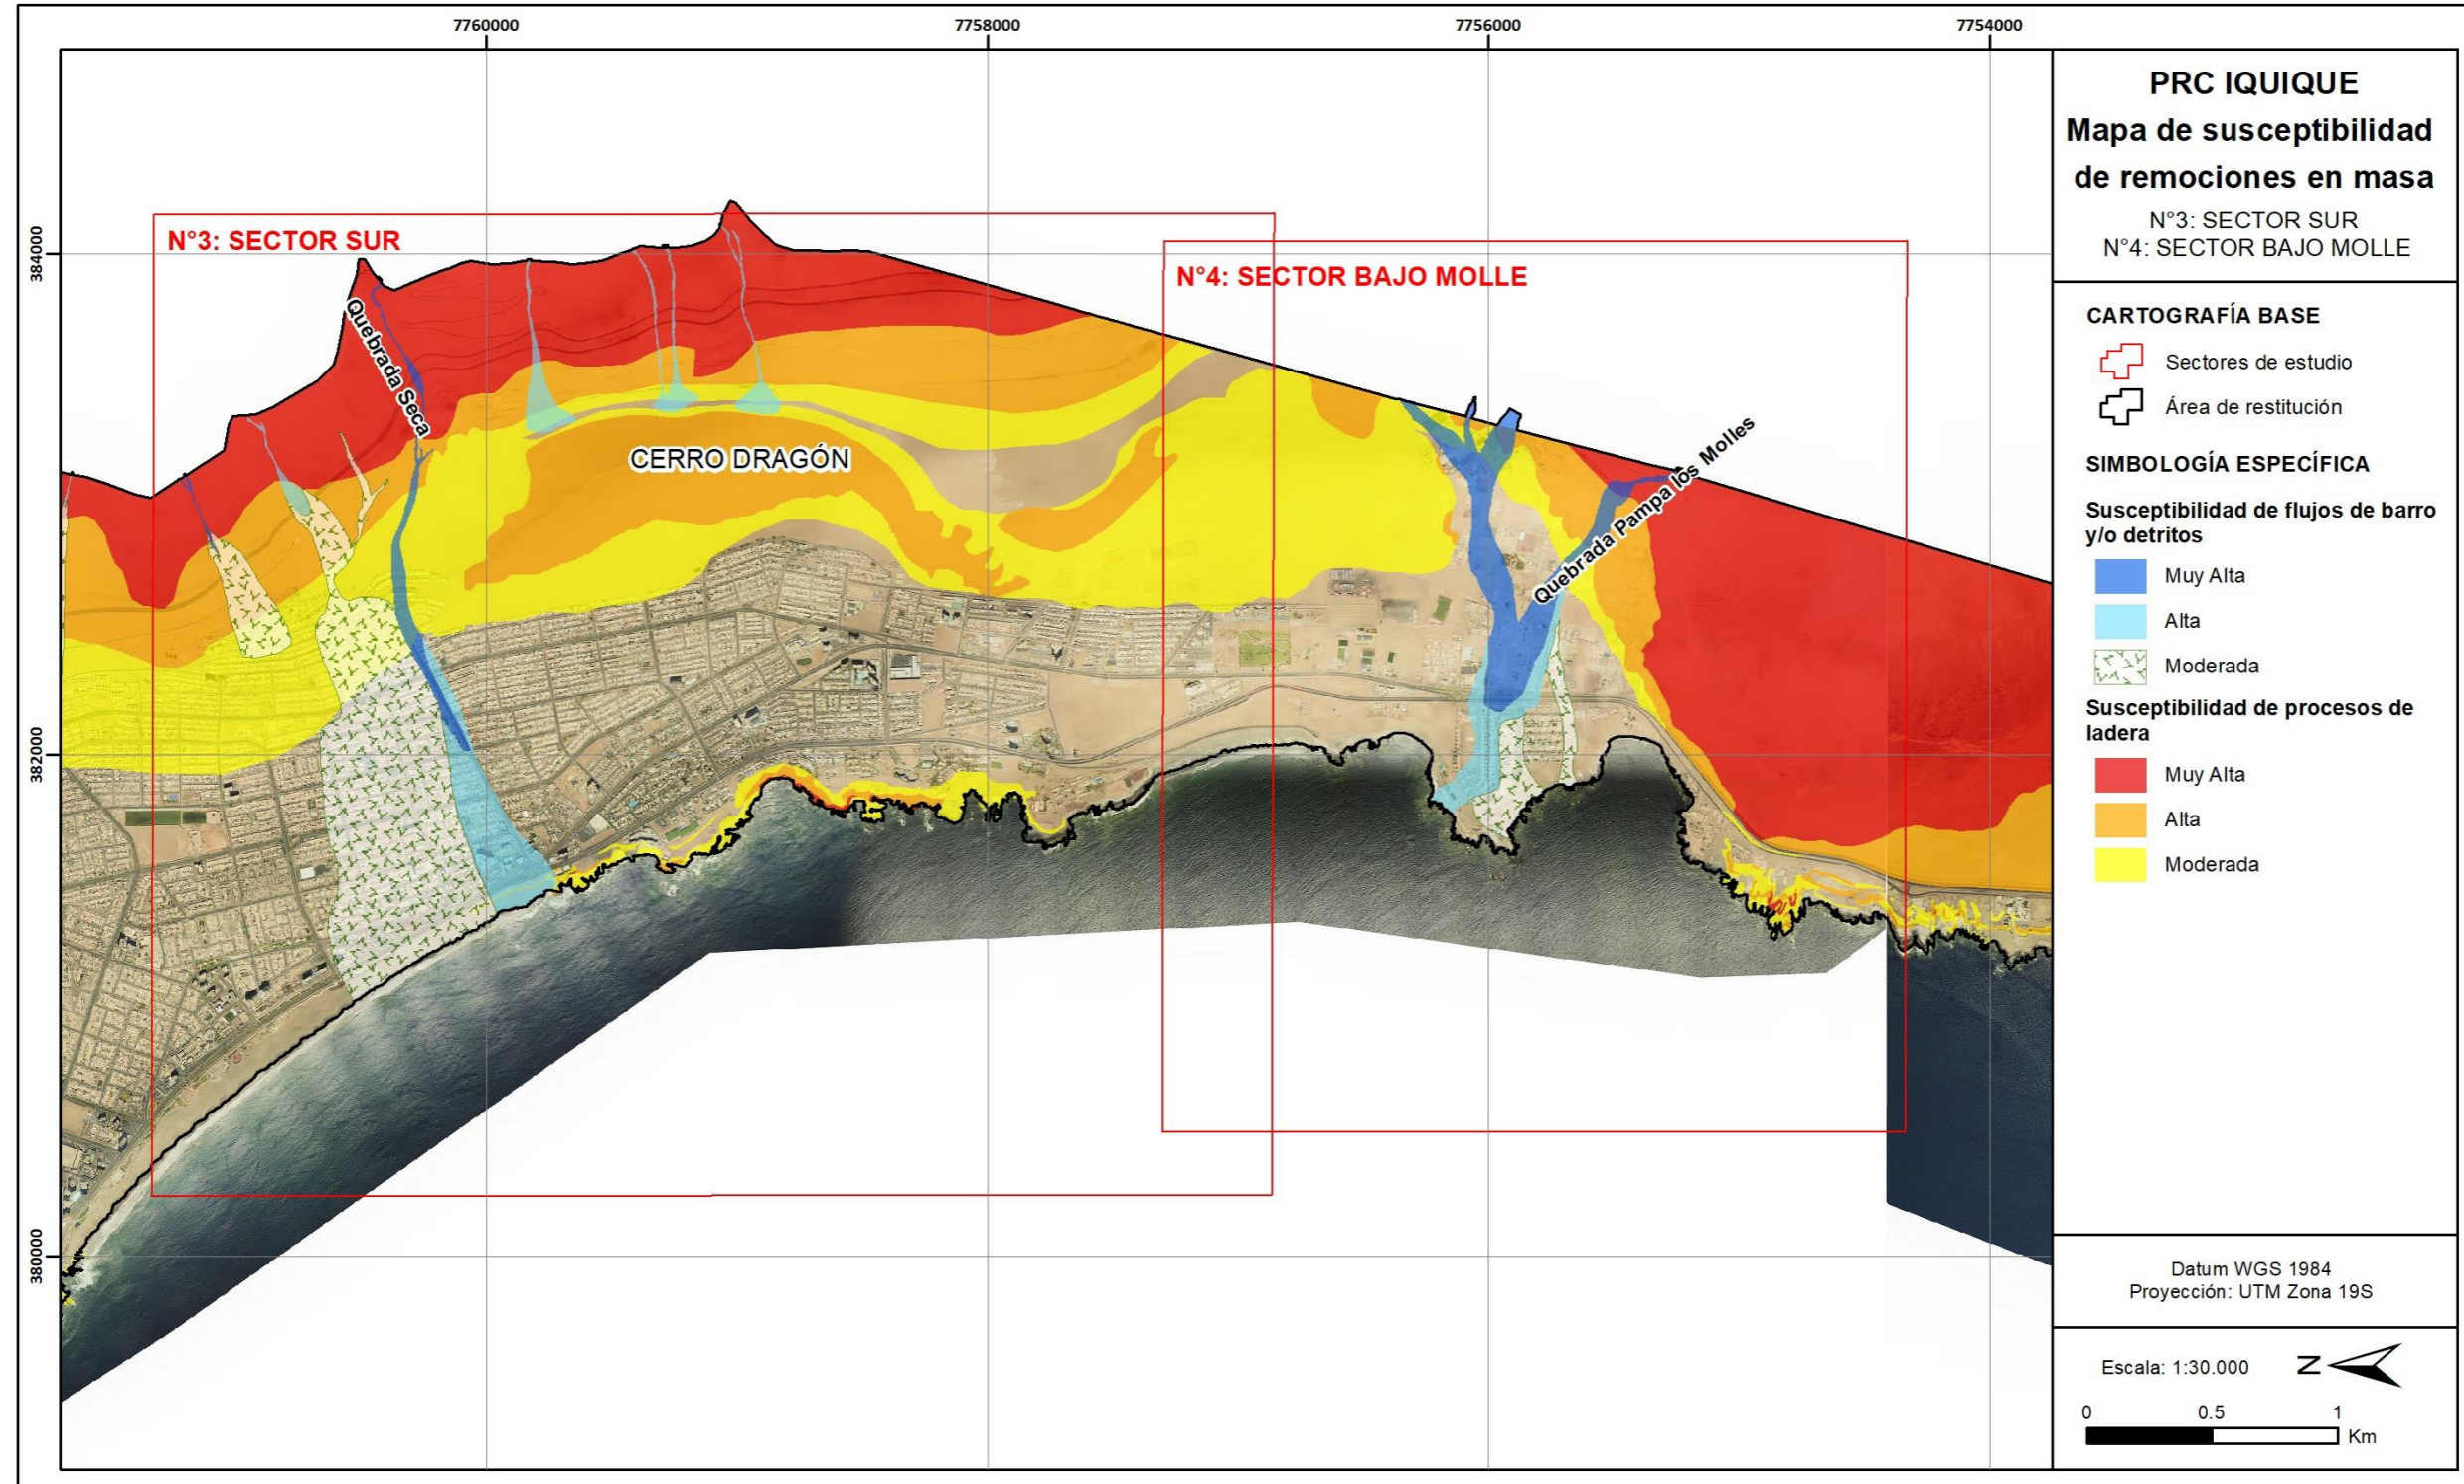 7760000
7758000
7756000
7754000
384000
382000
380000
N°3: SECTOR SUR
N°4: SECTOR BAJO MOLLE
Quebrada Seca
CERRO DRAGÓN
Quebrada Pampa los Molles
PRC IQUIQUE
Mapa de susceptibilidad
de remociones en masa
N°3: SECTOR SUR
N°4: SECTOR BAJO MOLLE
CARTOGRAFÍA BASE
Sectores de estudio
Área de restitución
SIMBOLOGÍA ESPECÍFICA
Susceptibilidad de flujos de barro
y/o detritos
Muy Alta
Alta
Moderada
Susceptibilidad de procesos de
ladera
Muy Alta
Alta
Moderada
Datum WGS 1984
Proyección: UTM Zona 19S
Escala: 1:30.000
N
0 0.5 1
Km